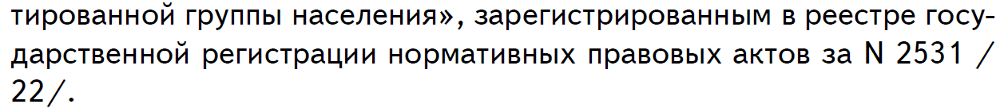 тированной группы населения», зарегистрированным в реестре госу-
дарственной регистрации нормативных правовых актов за N 2531 /
22/.